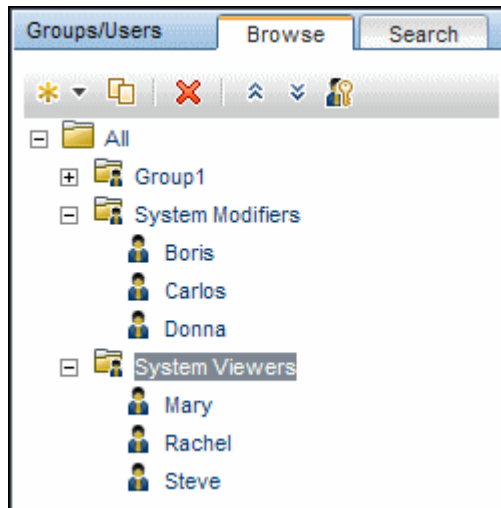 Groups/Users Browse Search
All
Group1
System Modifiers
Boris
Carlos
Donna
System Viewers
Mary
Rachel
Steve